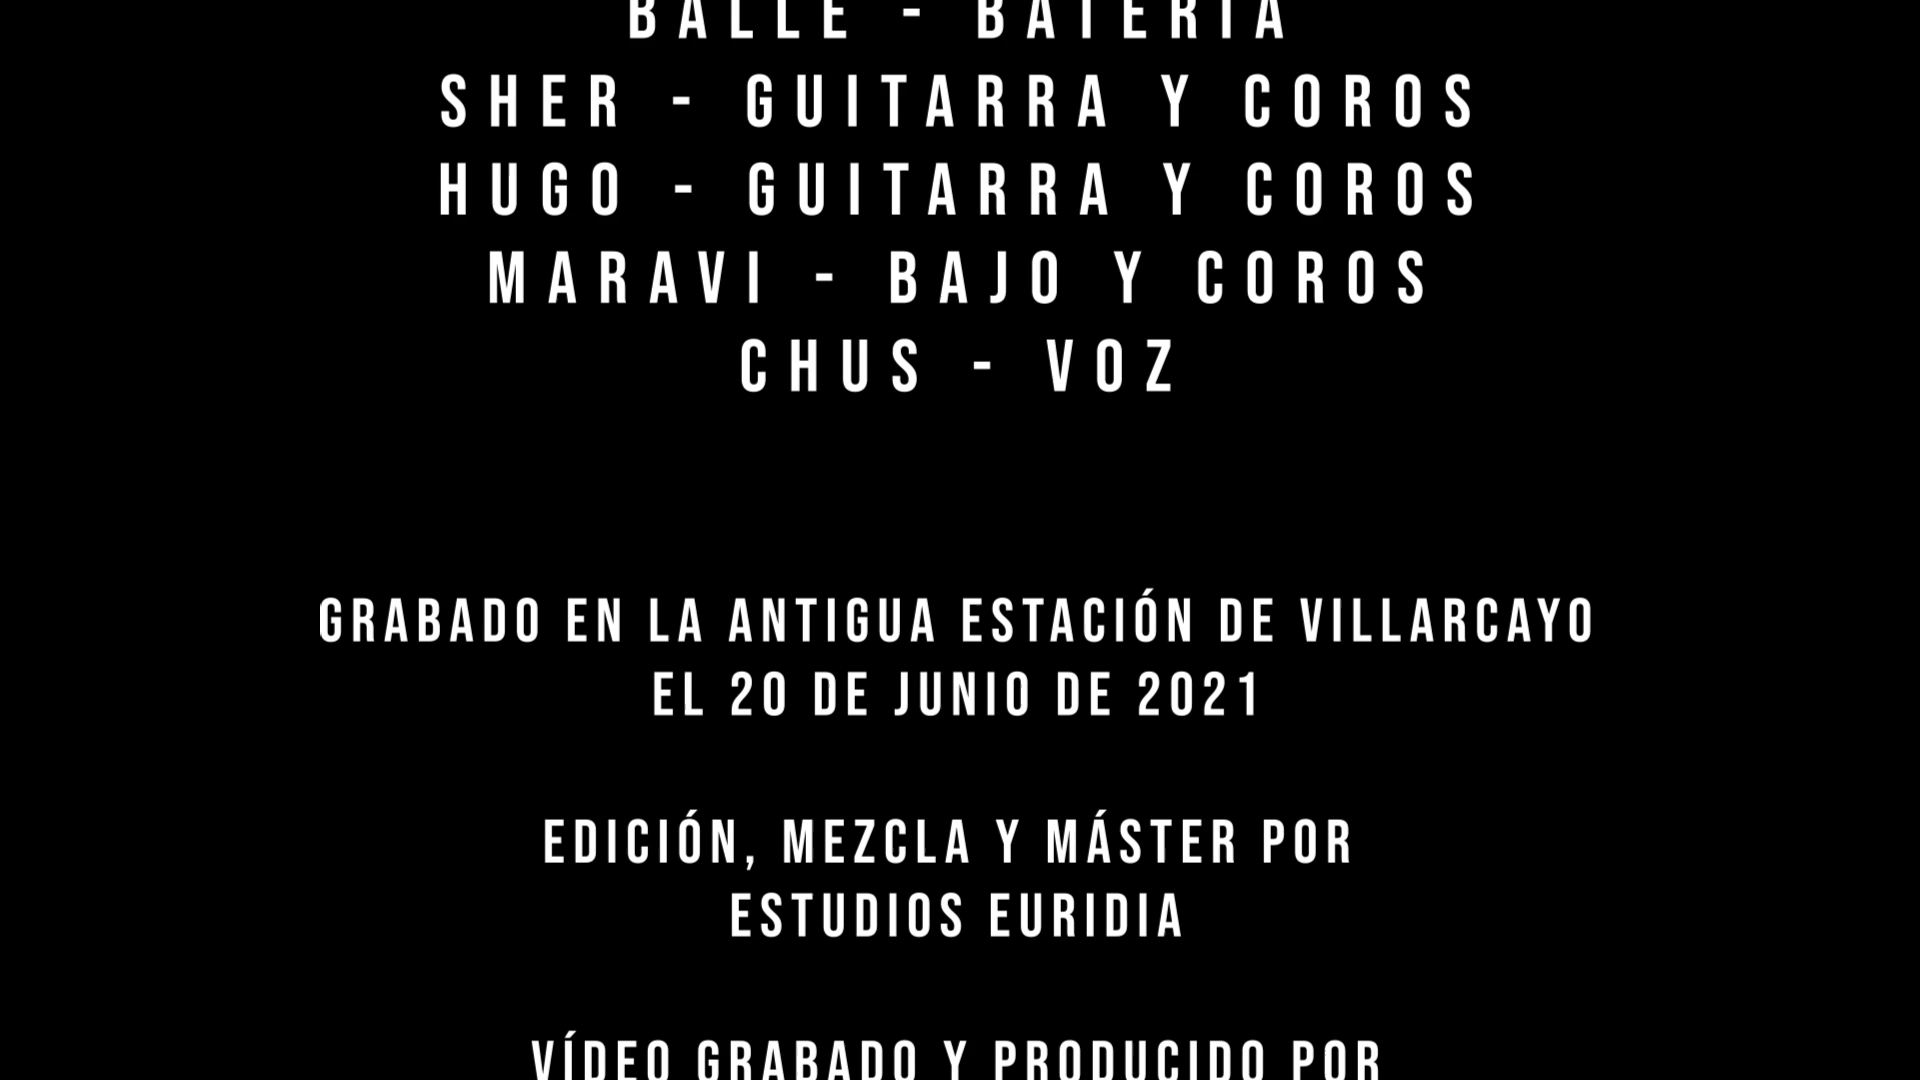 BALLE - BATERIA
SHER - GUITARRA Y COROS
HUGO - GUITARRA Y COROS
MARAVI - BAJO Y COROS
CHUS - VOZ
GRABADO EN LA ANTIGUA ESTACIÓN DE VILLARCAYO
EL 20 DE JUNIO DE 2021
EDICIÓN, MEZCLA Y MÁSTER POR
ESTUDIOS EURIDIA
VÍDEO GRABADO Y PRODUCIDO POR